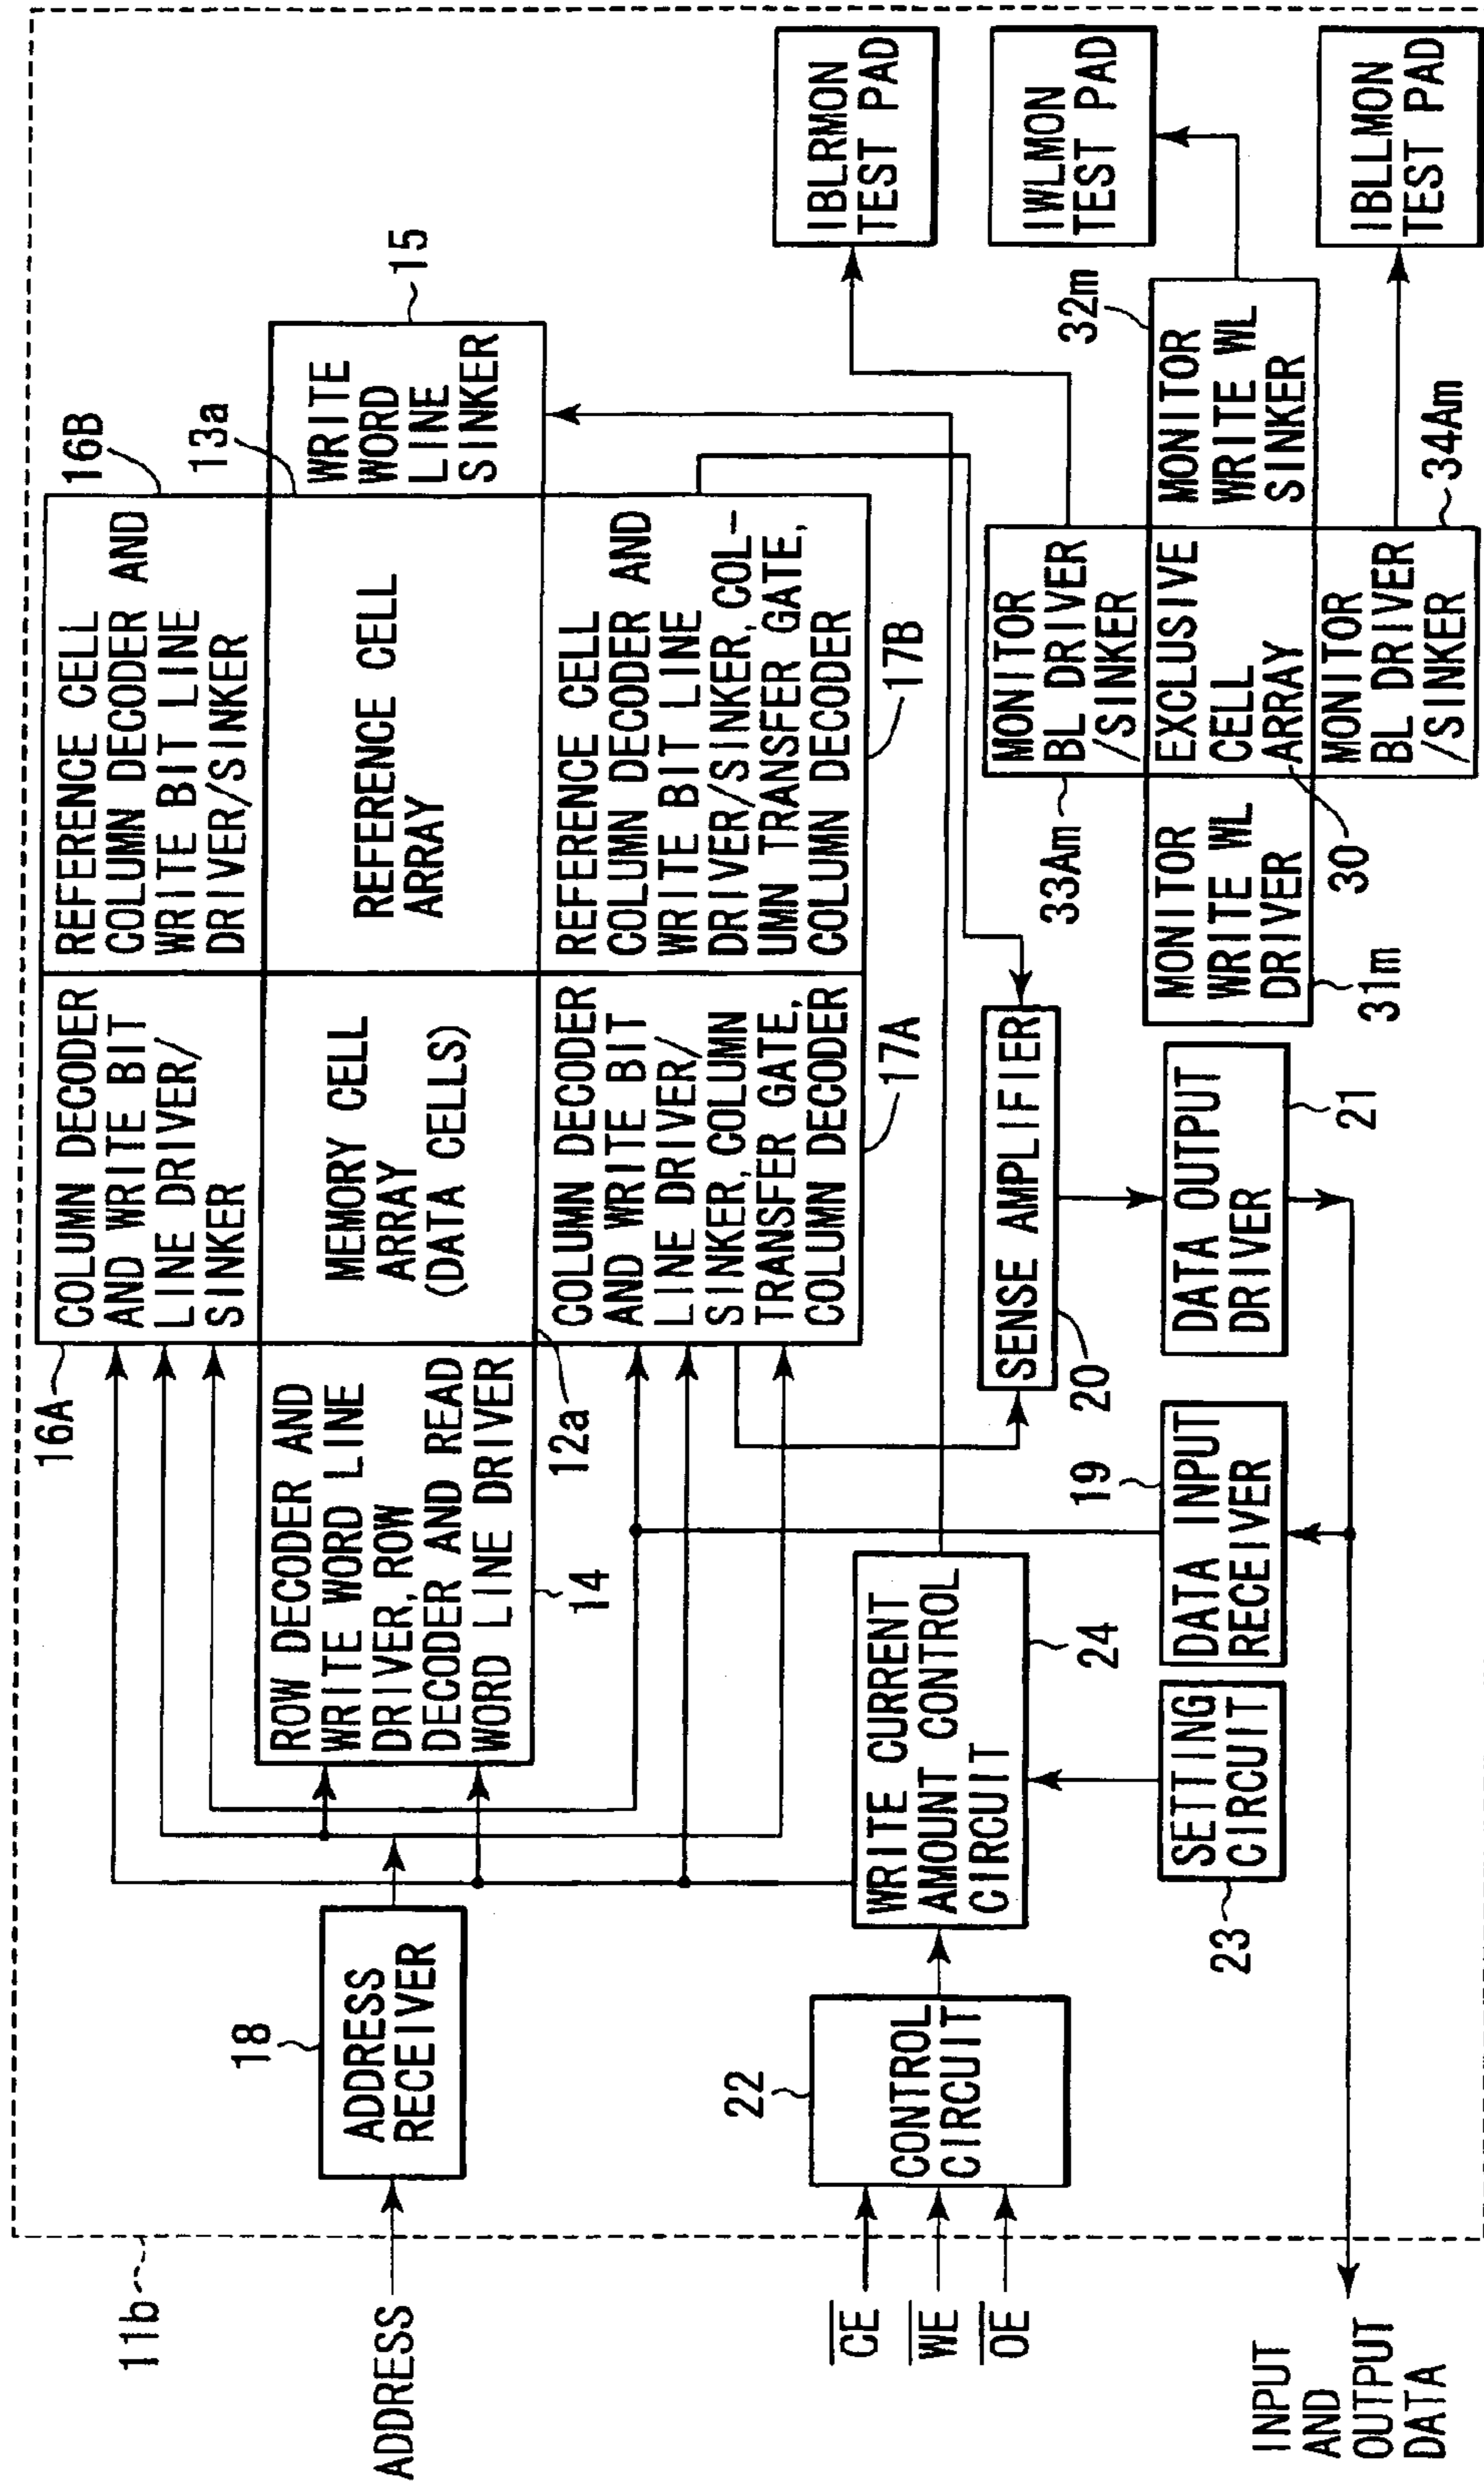 11b
ADDRESS
18
ADDRESS
RECEIVER
16A
COLUMN DECODER
AND WRITE BIT
LINE DRIVER/
SINKER
16B
REFERENCE CELL
COLUMN DECODER AND
WRITE BIT LINE
DRIVER/SINKER
ROW DECODER AND
WRITE WORD LINE
DRIVER, ROW
DECODER AND READ
WORD LINE DRIVER
14
MEMORY CELL
ARRAY
(DATA CELLS)
12a
REFERENCE CELL
ARRAY
13a
WRITE
WORD
LINE
SINKER
15
COLUMN DECODER
AND WRITE BIT
LINE DRIVER/
SINKER, COLUMN
TRANSFER GATE,
COLUMN DECODER
17A
REFERENCE CELL
COLUMN DECODER AND
WRITE BIT LINE
DRIVER/SINKER, COL-
UMN TRANSFER GATE,
COLUMN DECODER
17B
CE
WE
OE
22
CONTROL
CIRCUIT
WRITE CURRENT
AMOUNT CONTROL
CIRCUIT
24
SETTING
CIRCUIT
23
19
DATA INPUT
RECEIVER
SENSE AMPLIFIER
20
DATA OUTPUT
DRIVER
21
INPUT
AND
OUTPUT
DATA
MONITOR
BL DRIVER
/SINKER
33Am
MONITOR
WRITE WL
DRIVER
31m
EXCLUSIVE
CELL
ARRAY
30
MONITOR
WRITE WL
SINKER
32m
MONITOR
BL DRIVER
/SINKER
34Am
IBLRMON
TEST PAD
IWLMON
TEST PAD
IBLLMON
TEST PAD